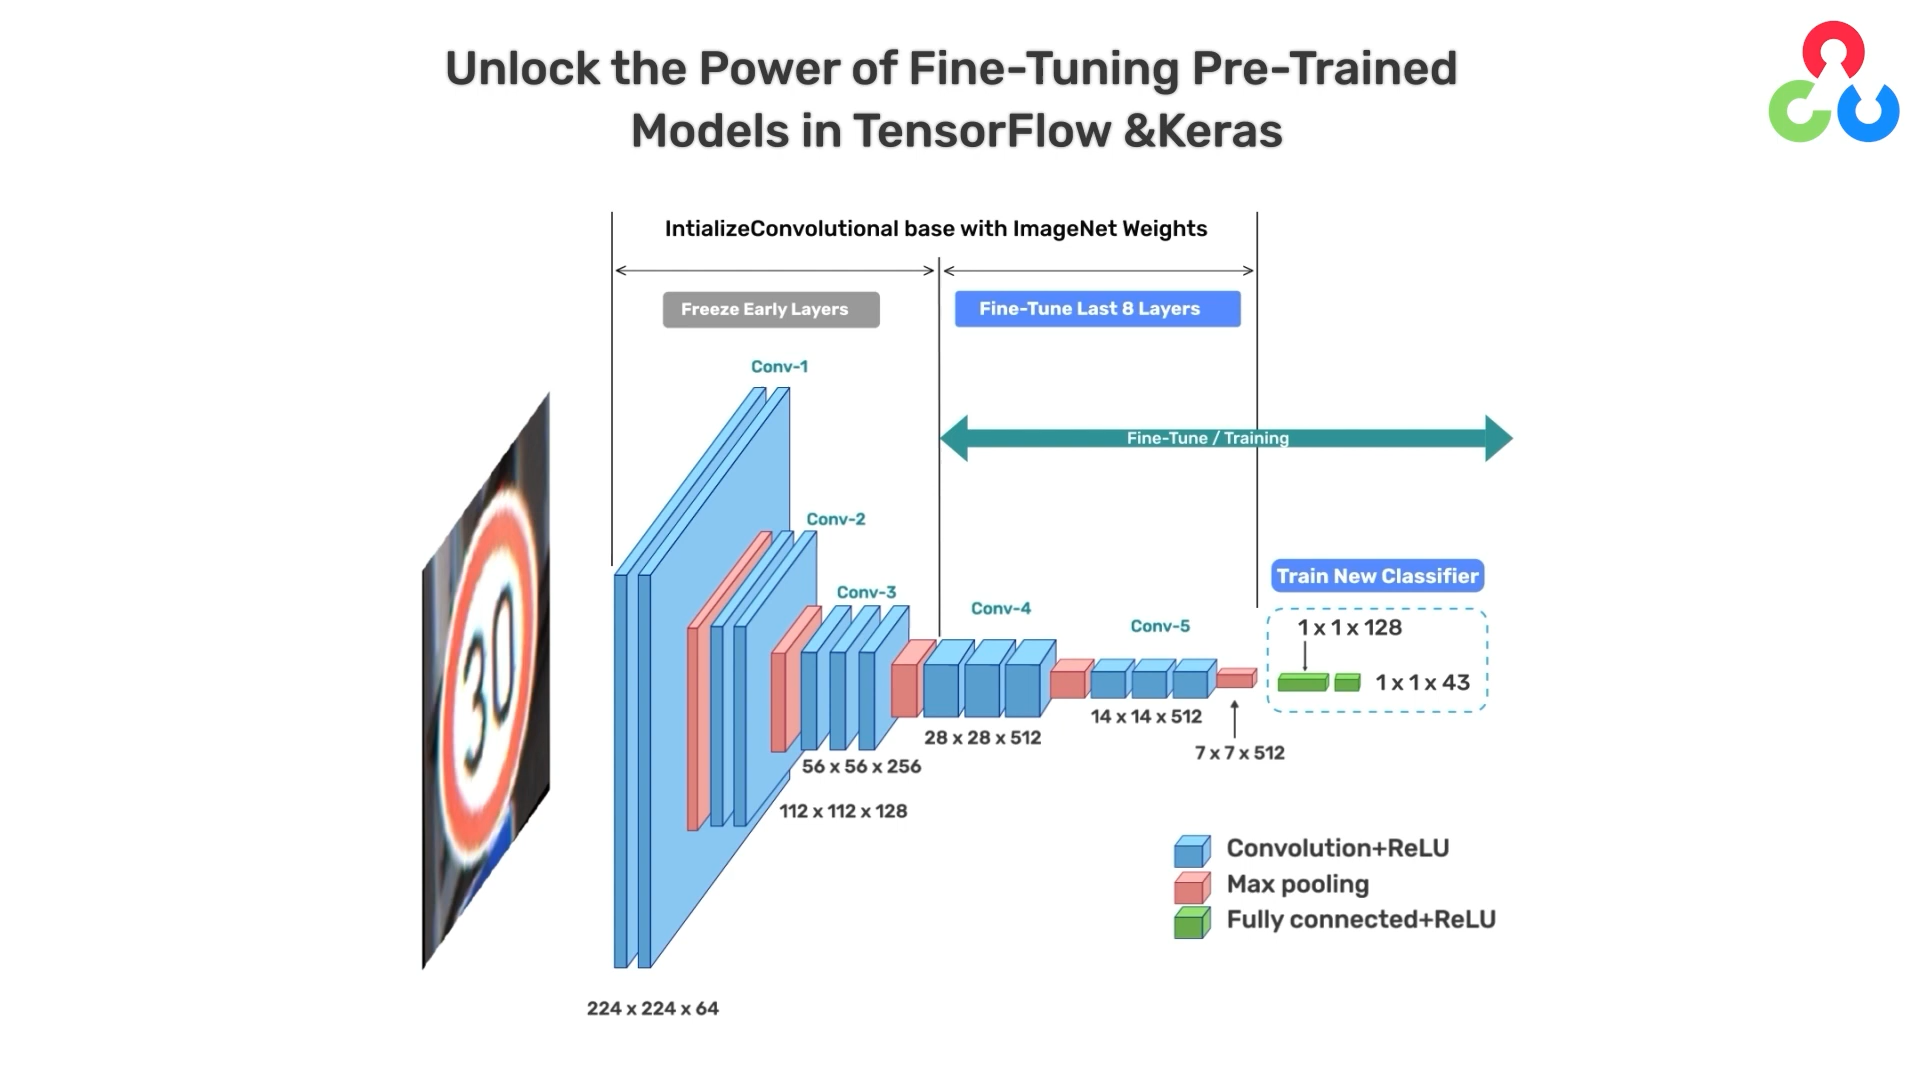 Unlock the Power of Fine-Tuning Pre-Trained
Models in TensorFlow &Keras
IntializeConvolutional base with ImageNet Weights
Freeze Early Layers
Fine-Tune Last 8 Layers
Conv-1
Fine-Tune / Training
Conv-2
Conv-3
Conv-4
Conv-5
Train New Classifier
1 x 1 x 128
1 x 1 x 43
30
14 x 14 x 512
28 x 28 x 512
7 x 7 x 512
56 x 56 x 256
112 x 112 x 128
Convolution+ReLU
Max pooling
Fully connected+ReLU
224 x 224 x 64